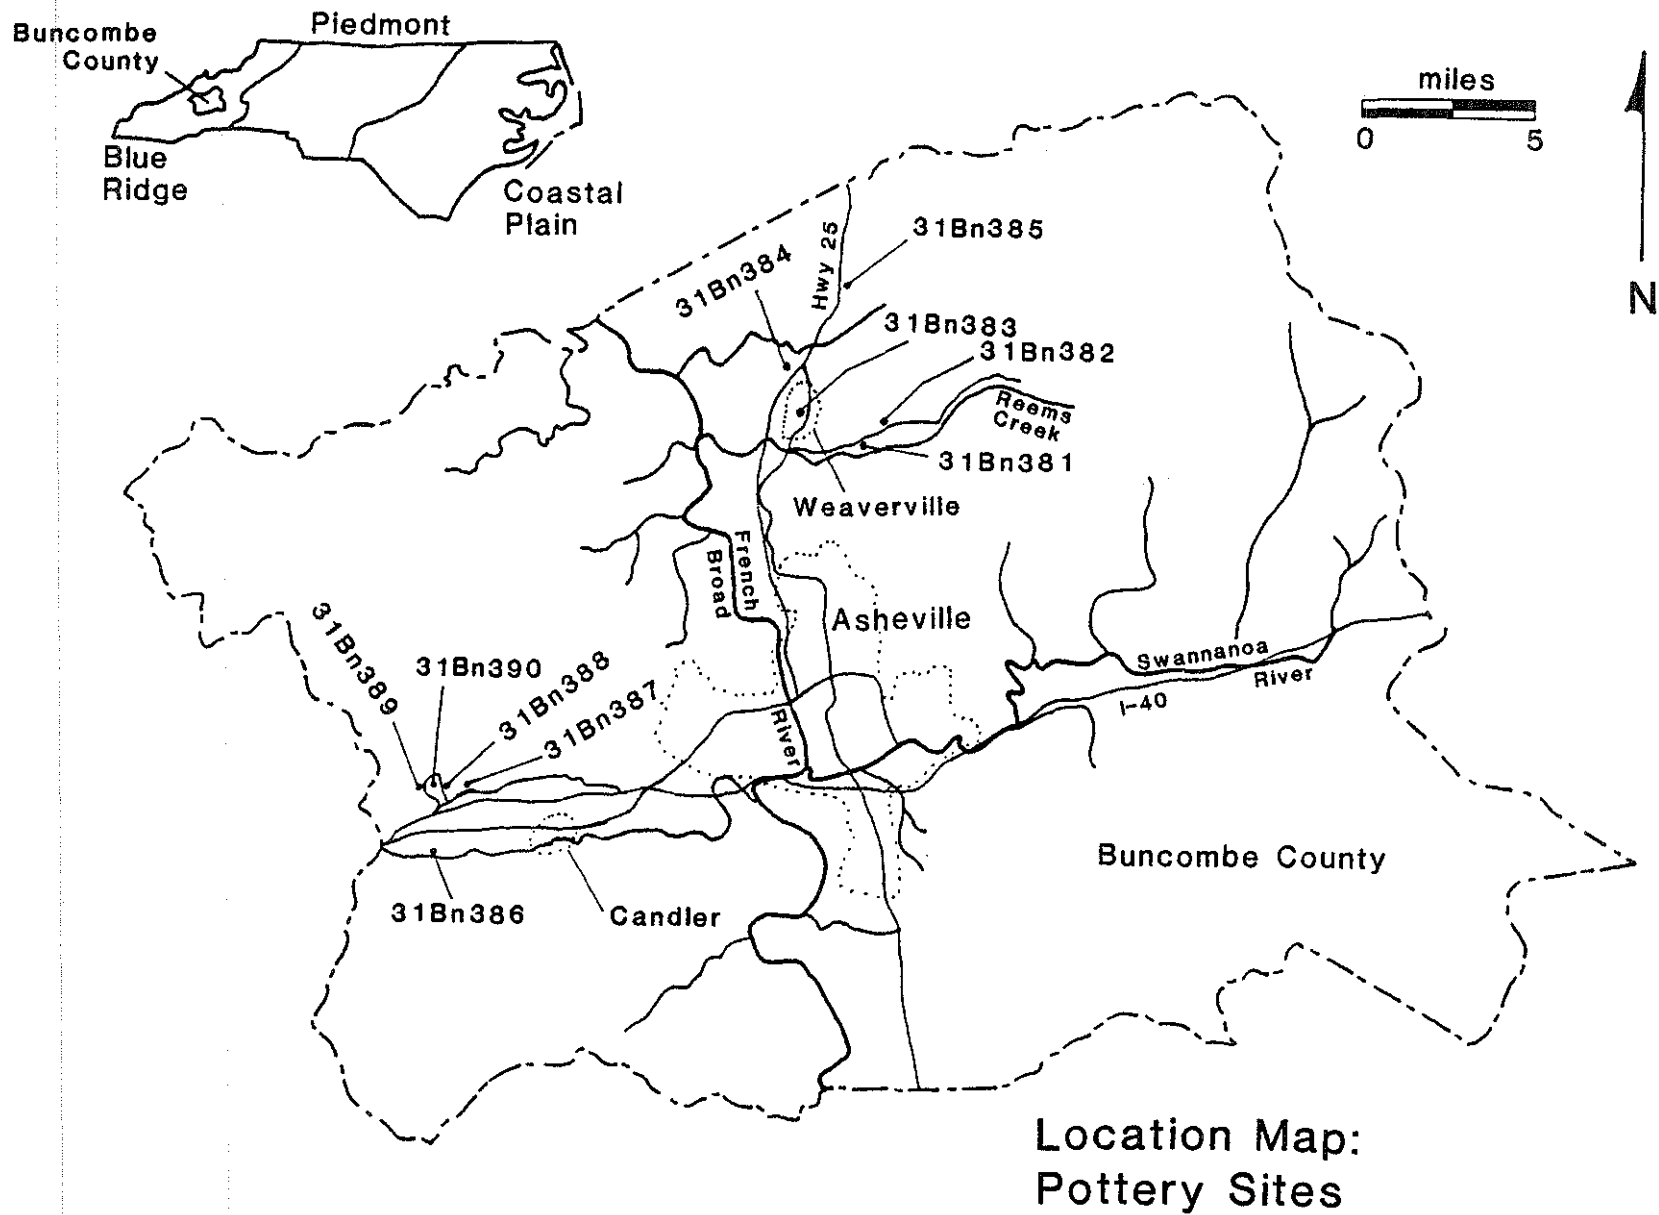 Piedmont
Buncombe
County
Blue
Ridge
Coastal
Plain
miles
0 5
N
Hwy 25
31Bn385
31Bn384
31Bn383
31Bn382
Reems
Creek
31Bn381
Weaverville
French
Broad
River
Asheville
Swannanoa
River
I-40
31Bn389
31Bn390
31Bn388
31Bn387
31Bn386
Candler
Buncombe County
Location Map:
Pottery Sites